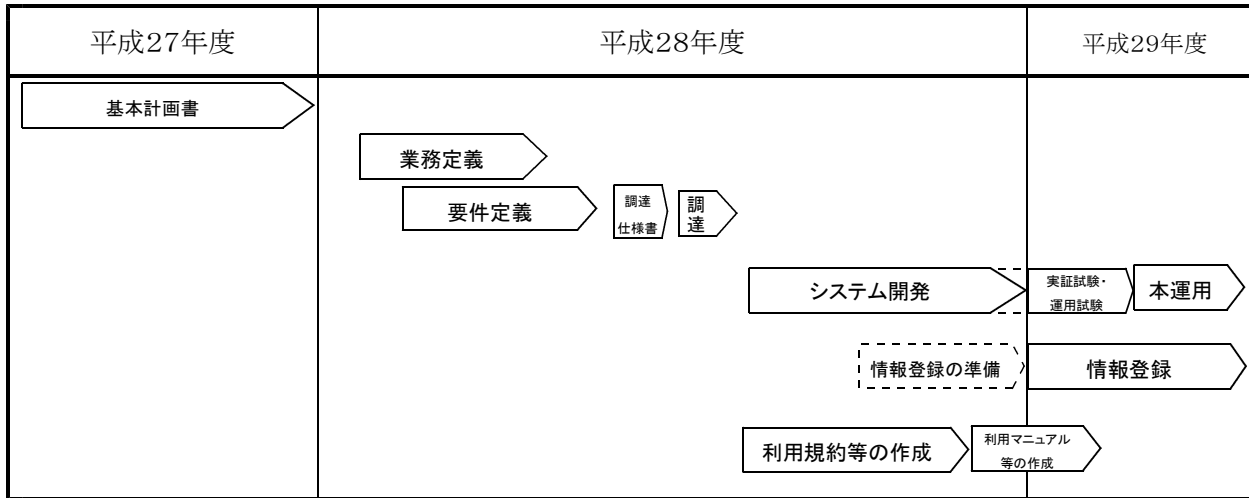 平成27年度
平成28年度
平成29年度
基本計画書
業務定義
要件定義
調達
仕様書
調
達
システム開発
実証試験・
運用試験
本運用
情報登録の準備
情報登録
利用規約等の作成
利用マニュアル
等の作成